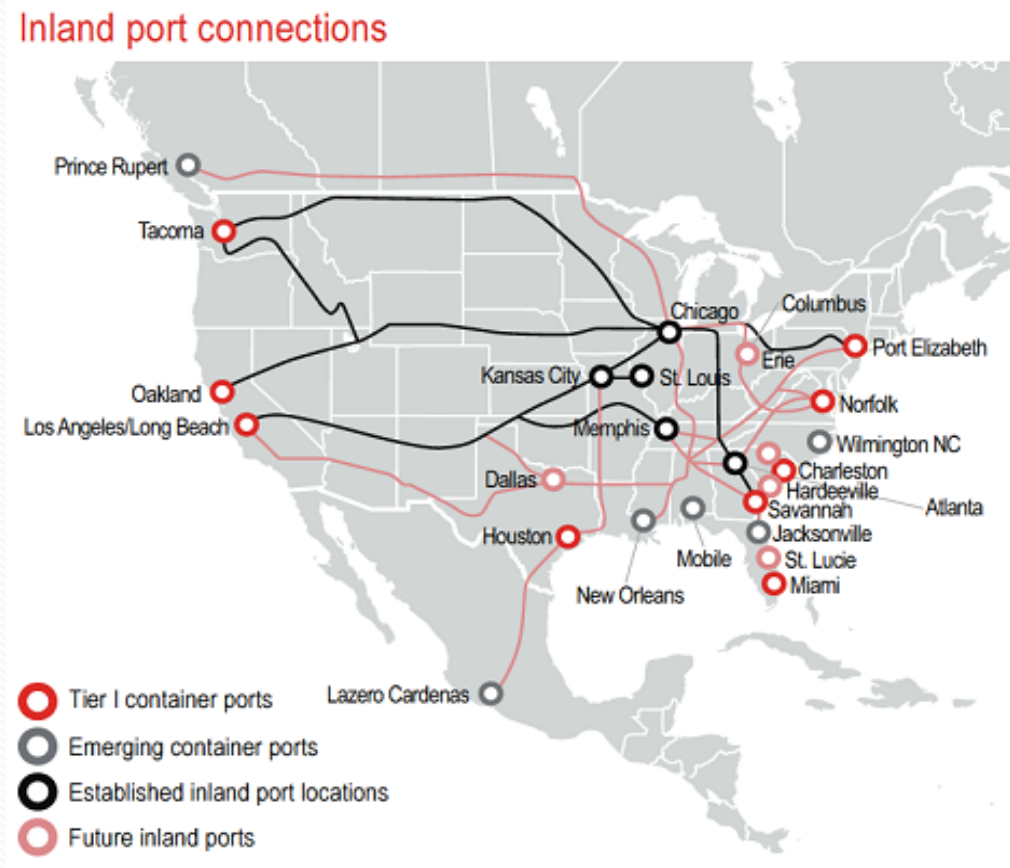 Inland port connections
Prince Rupert
Tacoma
Chicago
Columbus
Erie
Port Elizabeth
Kansas City
St. Louis
Oakland
Norfolk
Los Angeles/Long Beach
Memphis
Wilmington NC
Charleston
Dallas
Hardeeville
Atlanta
Savannah
Houston
Jacksonville
Mobile
St. Lucie
Miami
New Orleans
Lazero Cardenas
Tier I container ports
Emerging container ports
Established inland port locations
Future inland ports